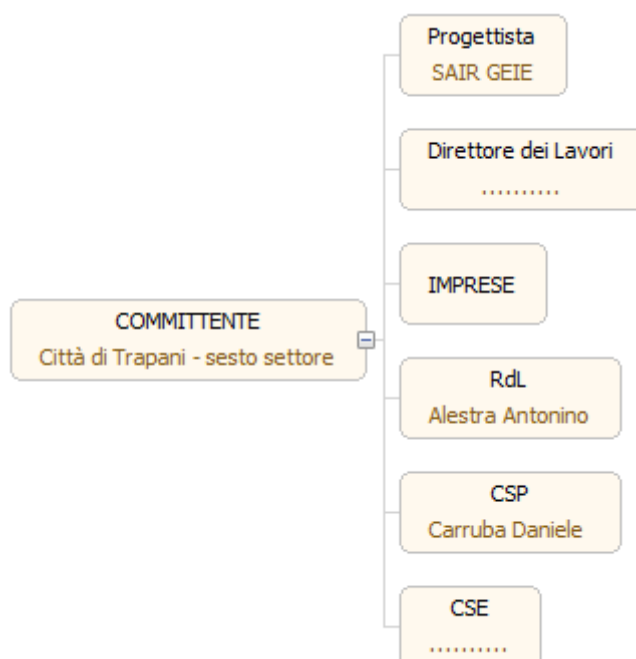 Progettista
SAIR GEIE
Direttore dei Lavori
..........
IMPRESE
COMMITTENTE
Città di Trapani - sesto settore
RdL
Alestra Antonino
CSP
Carruba Daniele
CSE
..........